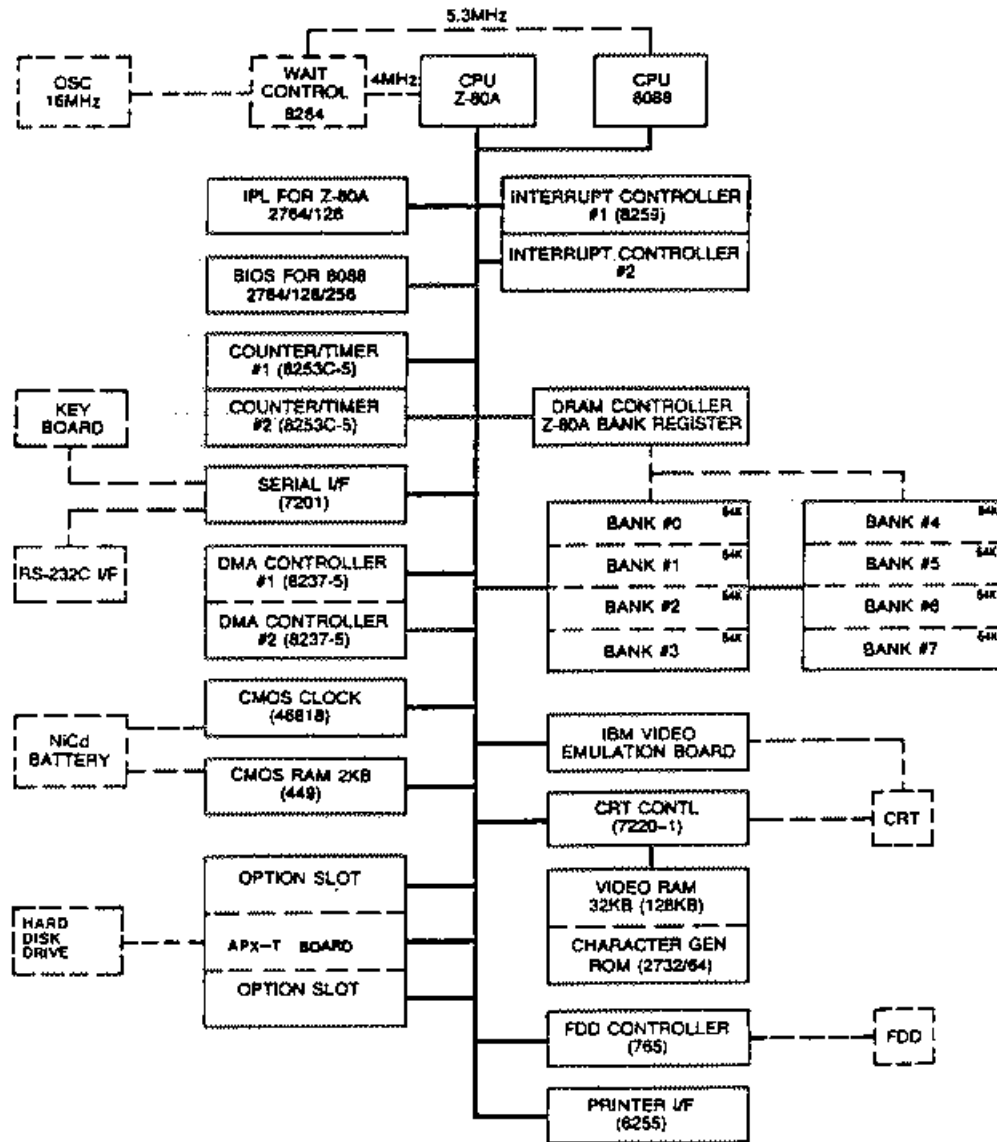 5.3MHz
OSC
16MHz
WAIT
CONTROL
8284
4MHz
CPU
Z-80A
CPU
8088
IPL FOR Z-80A
2764/128
INTERRUPT CONTROLLER
#1 (8259)
INTERRUPT CONTROLLER
#2
BIOS FOR 8088
2764/128/256
COUNTER/TIMER
#1 (8253C-5)
COUNTER/TIMER
#2 (8253C-5)
KEY
BOARD
DRAM CONTROLLER
Z-80A BANK REGISTER
SERIAL I/F
(7201)
RS-232C I/F
BANK #0 64K
BANK #1 64K
BANK #2 64K
BANK #3 64K
BANK #4 64K
BANK #5 64K
BANK #6 64K
BANK #7 64K
DMA CONTROLLER
#1 (8237-5)
DMA CONTROLLER
#2 (8237-5)
CMOS CLOCK
(46818)
NiCd
BATTERY
CMOS RAM 2KB
(449)
IBM VIDEO
EMULATION BOARD
CRT CONTL
(7220-1)
CRT
VIDEO RAM
32KB (128KB)
CHARACTER GEN
ROM (2732/64)
OPTION SLOT
HARD
DISK
DRIVE
APX-T BOARD
OPTION SLOT
FDD CONTROLLER
(765)
FDD
PRINTER I/F
(8255)